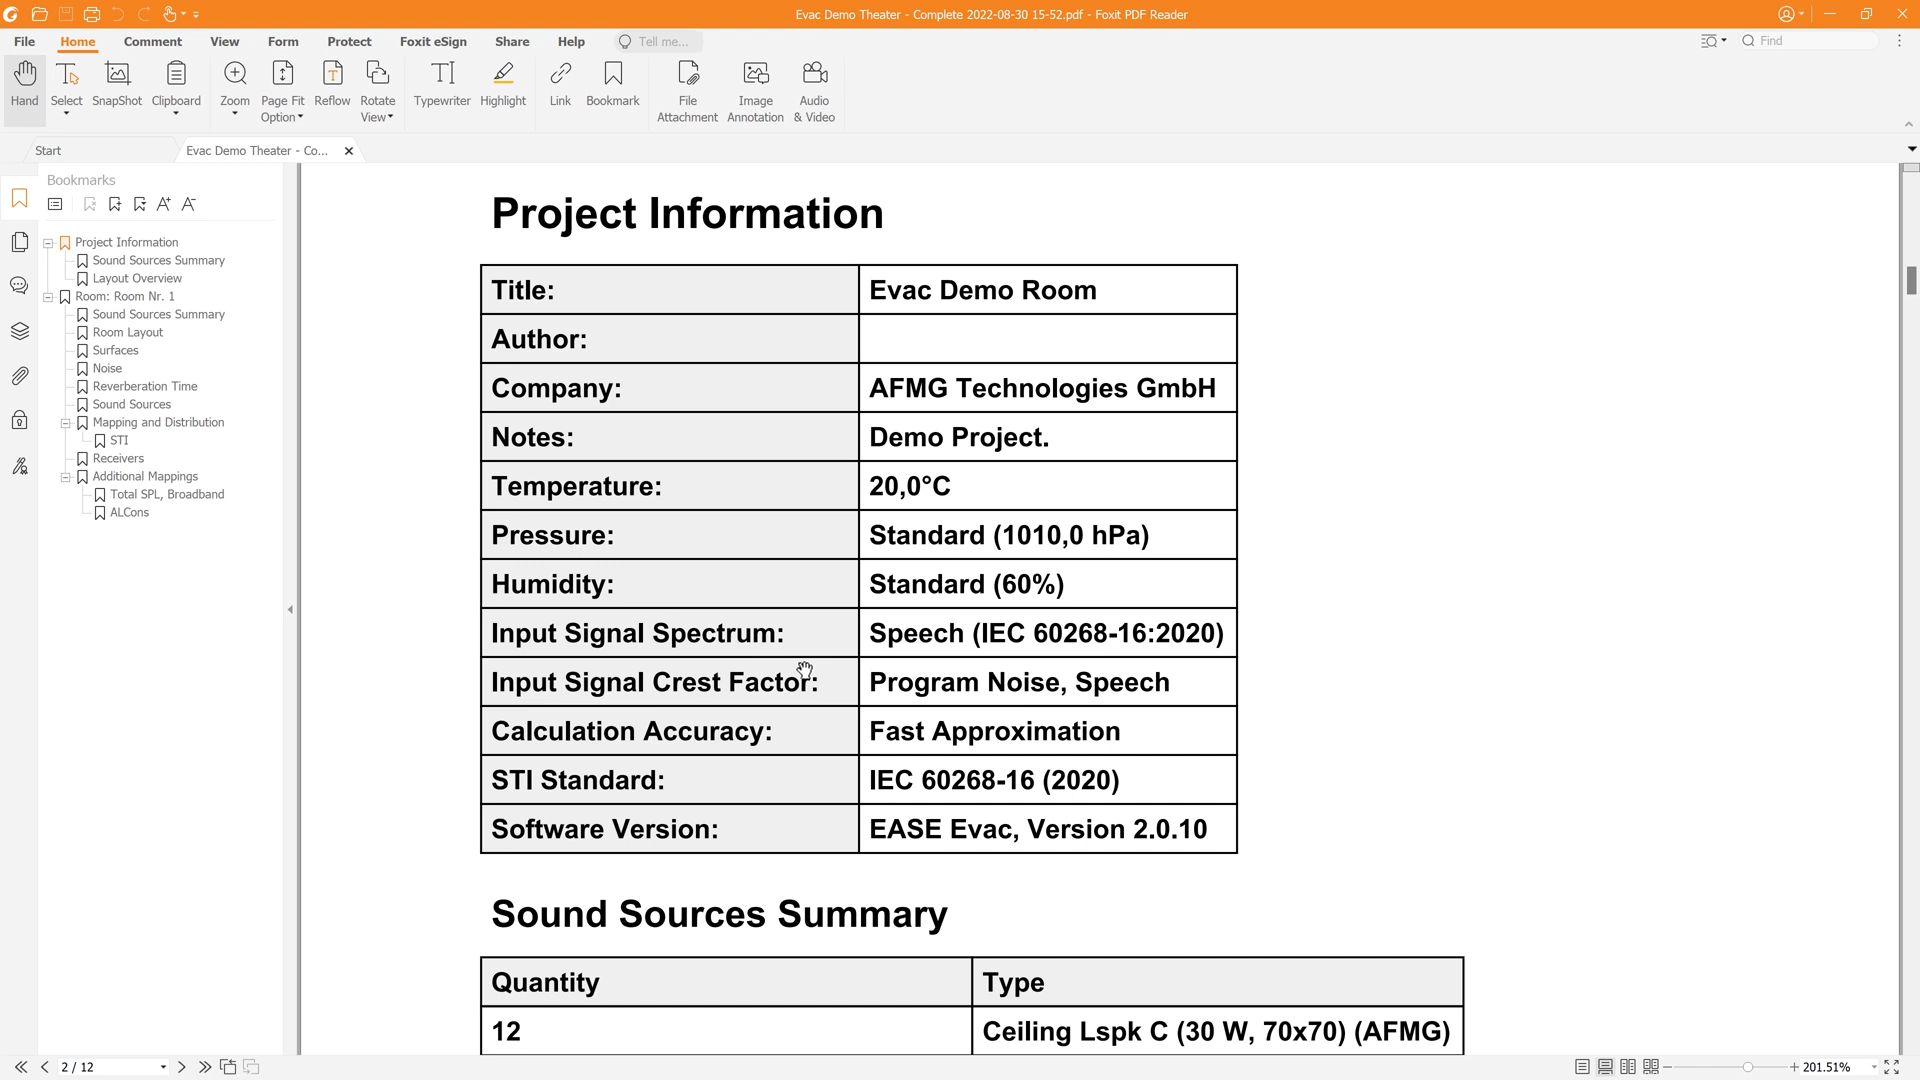 Evac Demo Theater - Complete 2022-08-30 15-52.pdf - Foxit PDF Reader
File Home Comment View Form Protect Foxit eSign Share Help Tell me... Find
Hand Select SnapShot Clipboard Zoom Page Fit Option Reflow Rotate View Typewriter Highlight Link Bookmark File Attachment Image Annotation Audio & Video
Start Evac Demo Theater - Co...
Bookmarks
Project Information
Sound Sources Summary
Layout Overview
Room: Room Nr. 1
Sound Sources Summary
Room Layout
Surfaces
Noise
Reverberation Time
Sound Sources
Mapping and Distribution
STI
Receivers
Additional Mappings
Total SPL, Broadband
ALCons
Project Information
Title: Evac Demo Room
Author:
Company: AFMG Technologies GmbH
Notes: Demo Project.
Temperature: 20,0°C
Pressure: Standard (1010,0 hPa)
Humidity: Standard (60%)
Input Signal Spectrum: Speech (IEC 60268-16:2020)
Input Signal Crest Factor: Program Noise, Speech
Calculation Accuracy: Fast Approximation
STI Standard: IEC 60268-16 (2020)
Software Version: EASE Evac, Version 2.0.10
Sound Sources Summary
Quantity Type
12 Ceiling Lspk C (30 W, 70x70) (AFMG)
2 / 12 201.51%